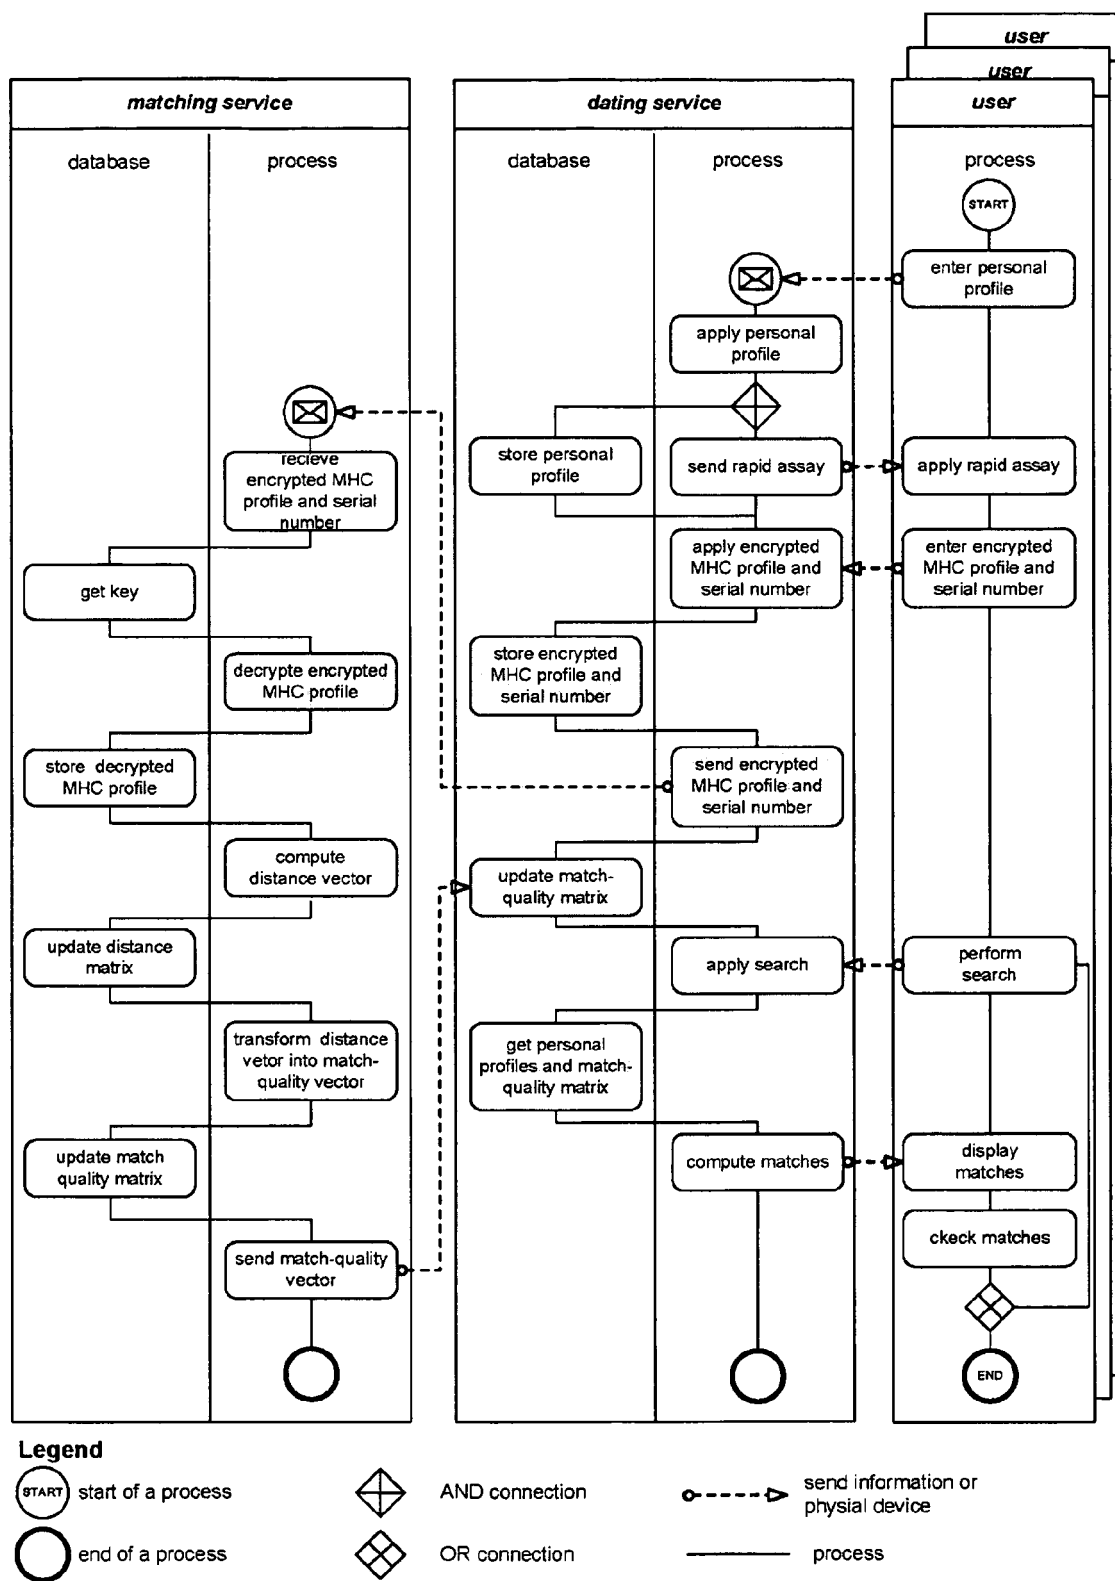 user
user
matching service
dating service
user
database
process
database
process
process
START
enter personal
profile
apply personal
profile
store personal
profile
send rapid assay
apply rapid assay
recieve
encrypted MHC
profile and serial
number
apply encrypted
MHC profile and
serial number
enter encrypted
MHC profile and
serial number
get key
store encrypted
MHC profile and
serial number
decrypte encrypted
MHC profile
store decrypted
MHC profile
send encrypted
MHC profile and
serial number
compute
distance vector
update match-
quality matrix
update distance
matrix
apply search
perform
search
transform distance
vetor into match-
quality vector
get personal
profiles and match-
quality matrix
update match
quality matrix
compute matches
display
matches
send match-quality
vector
ckeck matches
END
Legend
START
start of a process
AND connection
send information or
physial device
end of a process
OR connection
process